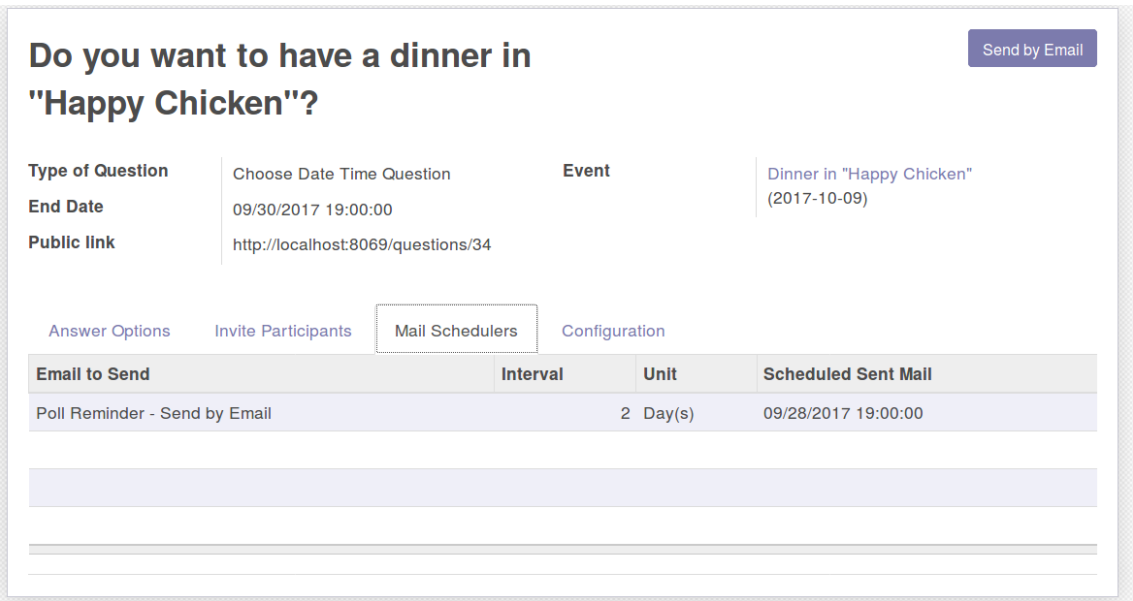 Do you want to have a dinner in
"Happy Chicken"?
Send by Email
Type of Question
Choose Date Time Question
End Date
09/30/2017 19:00:00
Public link
http://localhost:8069/questions/34
Event
Dinner in "Happy Chicken"
(2017-10-09)
Answer Options
Invite Participants
Mail Schedulers
Configuration
Email to Send Interval Unit Scheduled Sent Mail
Poll Reminder - Send by Email 2 Day(s) 09/28/2017 19:00:00